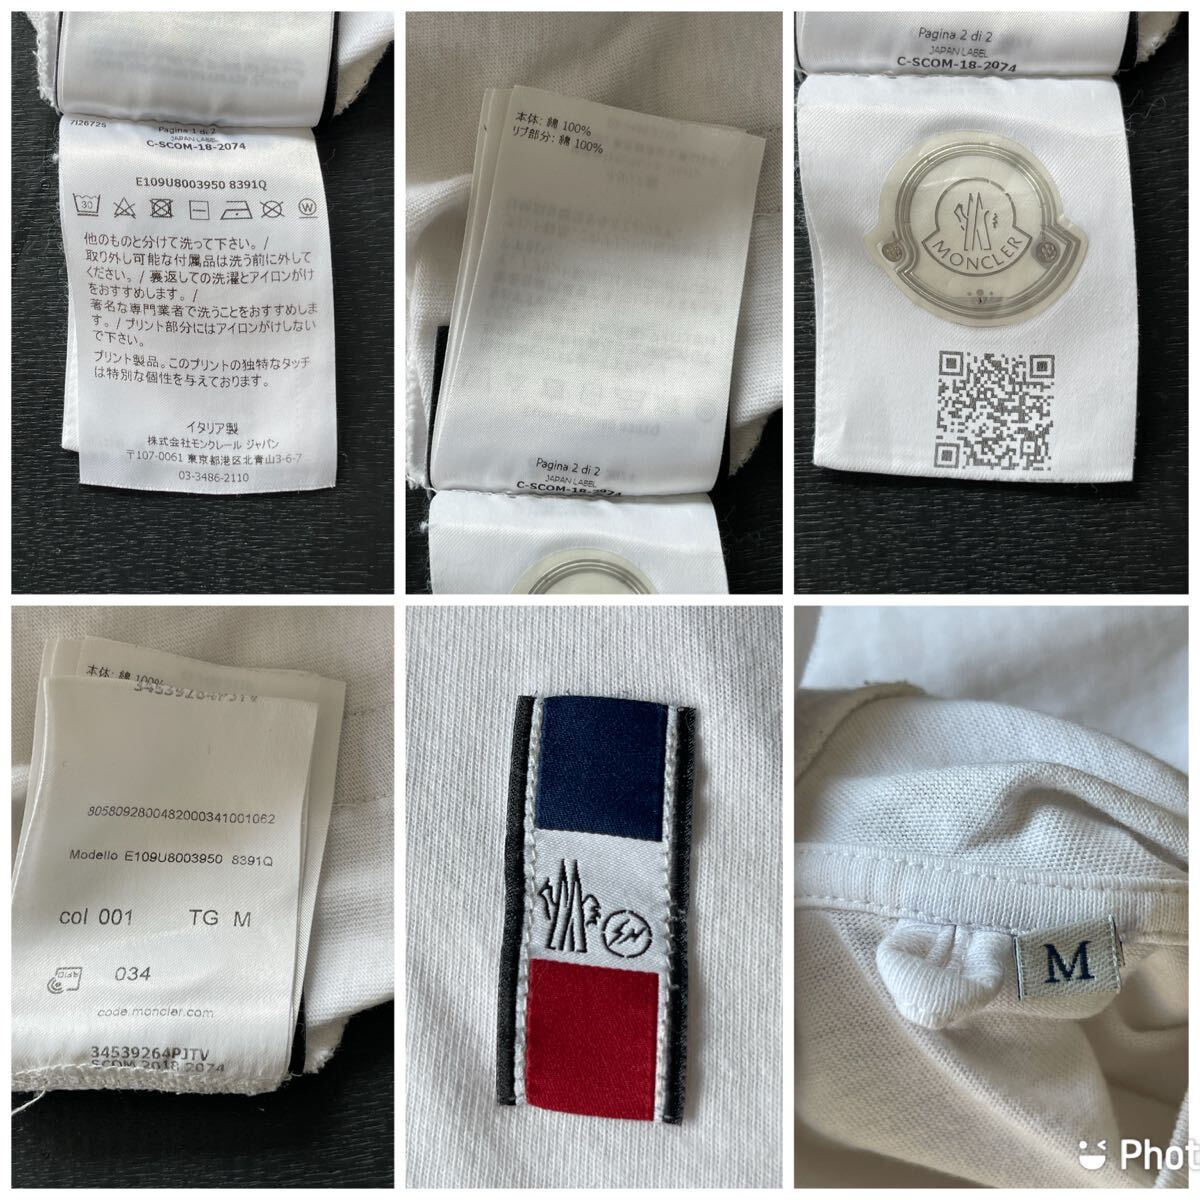 7I26725
Pagina 1 di 2
JAPAN LABEL
C-SCOM-18-2074
E109U8003950 8391Q
30
W
他のものと分けて洗って下さい。/
取り外し可能な付属品は洗う前に外して
ください。/ 裏返しての洗濯とアイロンがけ
をおすすめします。/
著名な専門業者で洗うことをおすすめしま
す。/ プリント部分にはアイロンがけしない
で下さい。
プリント製品。このプリントの独特なタッチ
は特別な個性を与えております。
イタリア製
株式会社モンクレール ジャパン
〒107-0061 東京都港区北青山3-6-7
03-3486-2110
本体: 綿 100%
リブ部分: 綿 100%
Pagina 2 di 2
JAPAN LABEL
C-SCOM-18-2074
Pagina 2 di 2
JAPAN LABEL
C-SCOM-18-2074
MONCLER
本体: 綿 100%
34539264PJTV
8058092800482000341001062
Modello E109U8003950 8391Q
col 001 TG M
RFID 034
code.moncler.com
34539264PJTV
SCOM 2018 2074
M
Phot